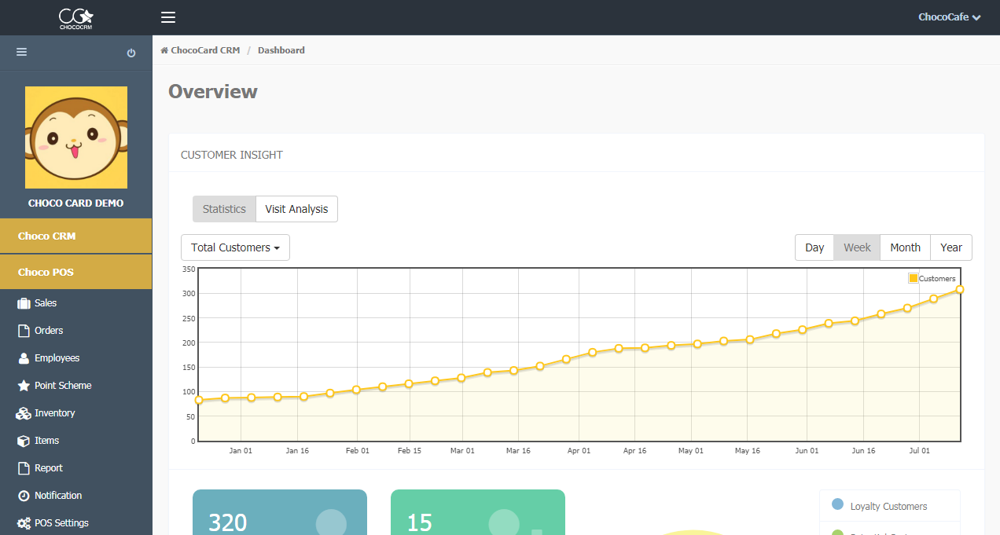 CHOCOCRM
ChocoCafe
ChocoCard CRM / Dashboard
CHOCO CARD DEMO
Choco CRM
Choco POS
Sales
Orders
Employees
Point Scheme
Inventory
Items
Report
Notification
POS Settings
Overview
CUSTOMER INSIGHT
Statistics Visit Analysis
Total Customers Day Week Month Year
Customers
350
300
250
200
150
100
50
0
Jan 01 Jan 16 Feb 01 Feb 15 Mar 01 Mar 16 Apr 01 Apr 16 May 01 May 16 Jun 01 Jun 16 Jul 01
320
15
Loyalty Customers